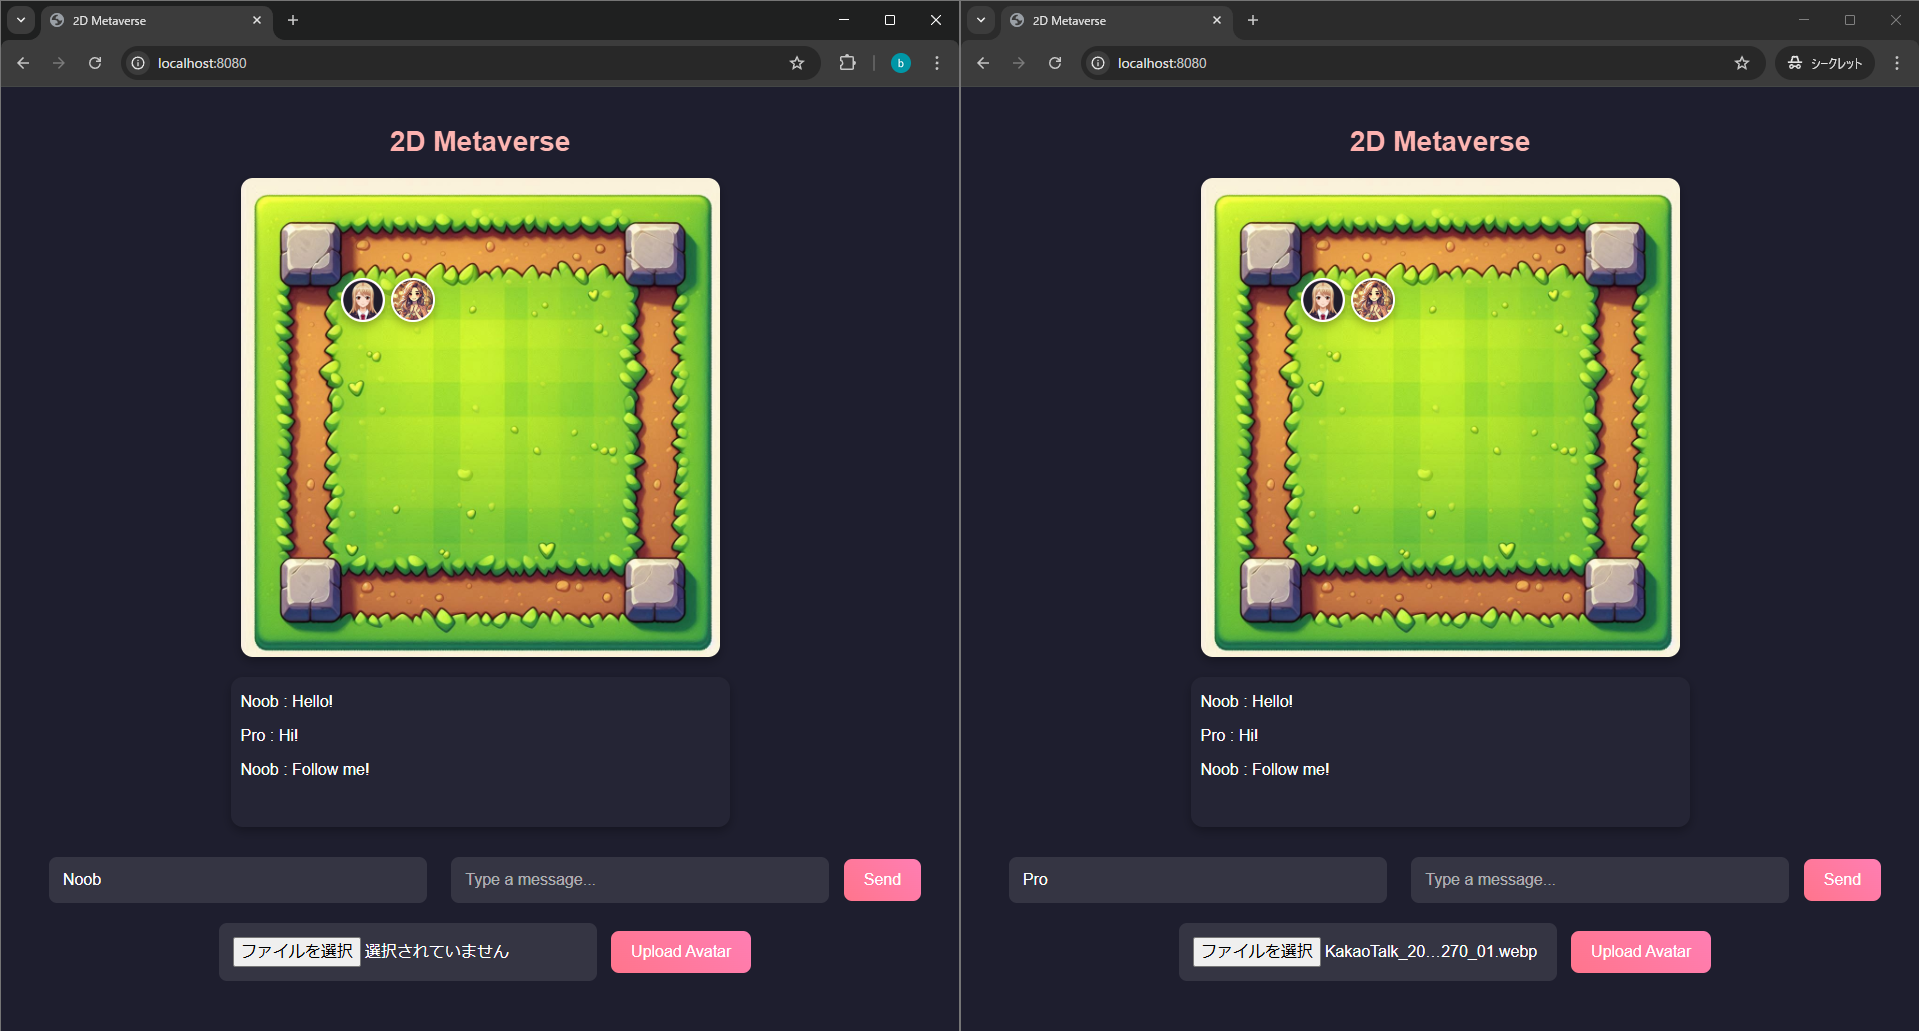 2D Metaverse
localhost:8080
b
2D Metaverse
Noob : Hello!
Pro : Hi!
Noob : Follow me!
Noob
Type a message...
Send
ファイルを選択 選択されていません
Upload Avatar
2D Metaverse
localhost:8080
シークレット
2D Metaverse
Noob : Hello!
Pro : Hi!
Noob : Follow me!
Pro
Type a message...
Send
ファイルを選択 KakaoTalk_20...270_01.webp
Upload Avatar